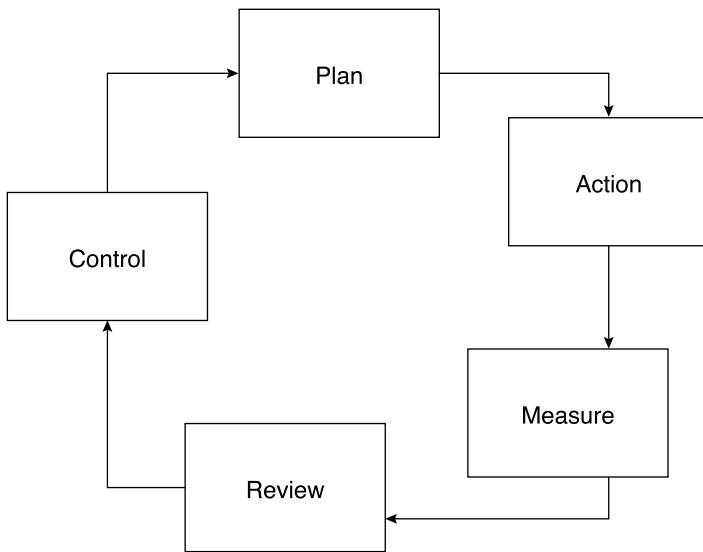 Plan
Action
Control
Measure
Review